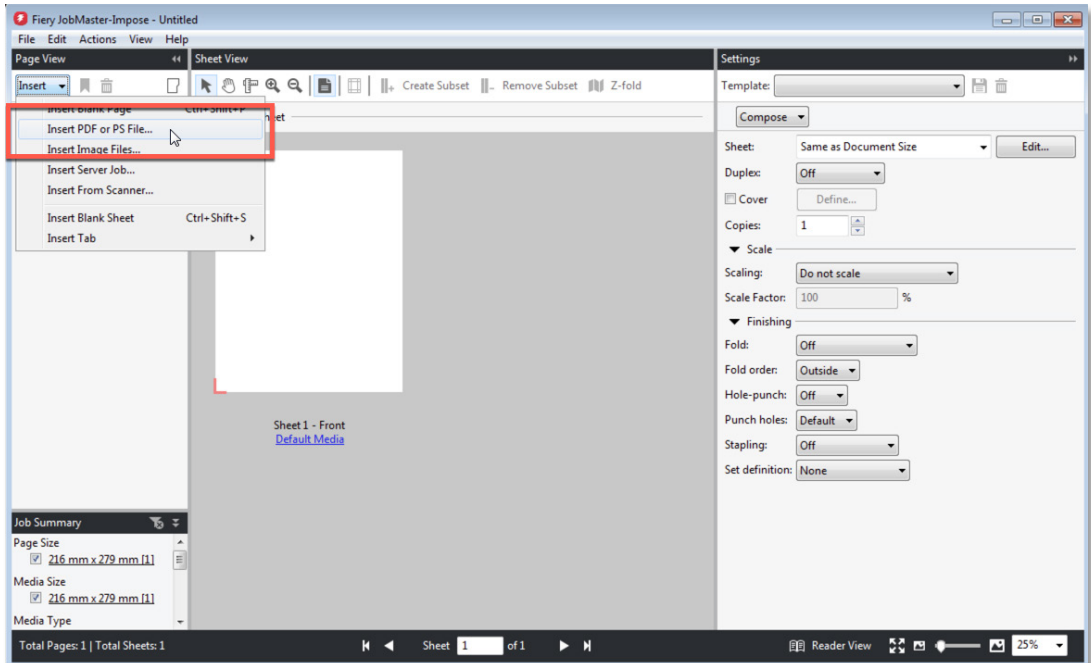 Fiery JobMaster-Impose - Untitled
File Edit Actions View Help
Page View
Insert
Insert Blank Page Ctrl+Shift+P
Insert PDF or PS File...
Insert Image Files...
Insert Server Job...
Insert From Scanner...
Insert Blank Sheet Ctrl+Shift+S
Insert Tab
Sheet View
Create Subset Remove Subset Z-fold
Sheet 1 - Front
Default Media
Settings
Template:
Compose
Sheet: Same as Document Size Edit...
Duplex: Off
Cover Define...
Copies: 1
Scale
Scaling: Do not scale
Scale Factor: 100 %
Finishing
Fold: Off
Fold order: Outside
Hole-punch: Off
Punch holes: Default
Stapling: Off
Set definition: None
Job Summary
Page Size
216 mm x 279 mm [1]
Media Size
216 mm x 279 mm [1]
Media Type
Total Pages: 1 | Total Sheets: 1
Sheet 1 of 1
Reader View
25%